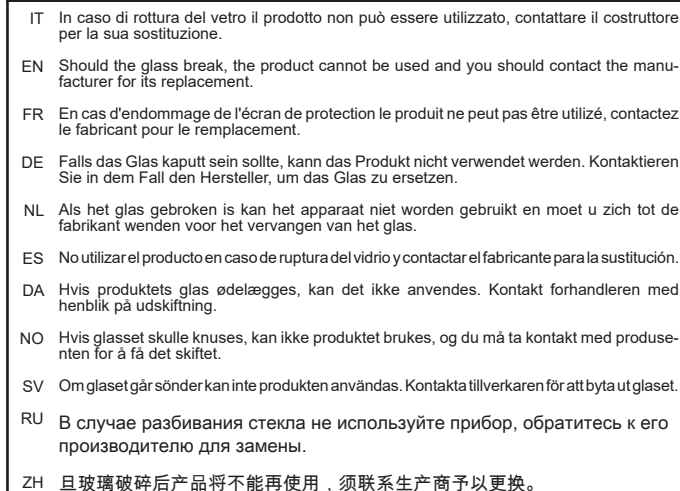 IT In caso di rottura del vetro il prodotto non può essere utilizzato, contattare il costruttore
per la sua sostituzione.
EN Should the glass break, the product cannot be used and you should contact the manu-
facturer for its replacement.
FR En cas d'endommage de l'écran de protection le produit ne peut pas être utilizé, contactez
le fabricant pour le remplacement.
DE Falls das Glas kaputt sein sollte, kann das Produkt nicht verwendet werden. Kontaktieren
Sie in dem Fall den Hersteller, um das Glas zu ersetzen.
NL Als het glas gebroken is kan het apparaat niet worden gebruikt en moet u zich tot de
fabrikant wenden voor het vervangen van het glas.
ES No utilizar el producto en caso de ruptura del vidrio y contactar el fabricante para la sustitución.
DA Hvis produktets glas ødelægges, kan det ikke anvendes. Kontakt forhandleren med
henblik på udskiftning.
NO Hvis glasset skulle knuses, kan ikke produktet brukes, og du må ta kontakt med produse-
nten for å få det skiftet.
SV Om glaset går sönder kan inte produkten användas. Kontakta tillverkaren för att byta ut glaset.
RU В случае разбивания стекла не используйте прибор, обратитесь к его
производителю для замены.
ZH 旦玻璃破碎后产品将不能再使用，须联系生产商予以更换。